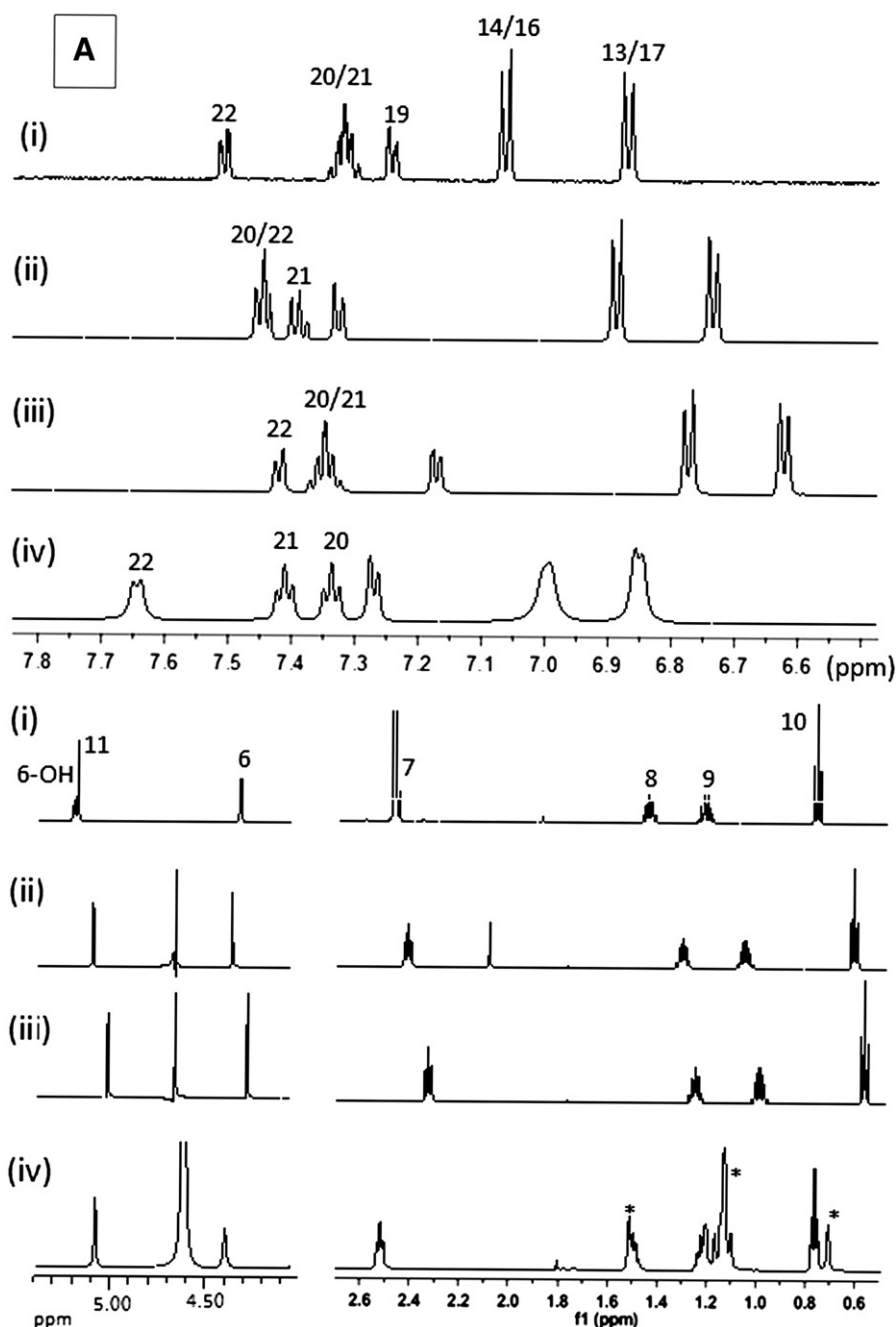 A
14/16
13/17
20/21
22
19
(i)
20/22
(ii)
21
20/21
(iii)
22
21
20
(iv)
22
7.8 7.7 7.6 7.5 7.4 7.3 7.2 7.1 7.0 6.9 6.8 6.7 6.6 (ppm)
(i)
10
11
6
6-OH
7
8
9
(ii)
(iii)
(iv)
*
*
*
5.00 4.50
2.6 2.4 2.2 2.0 1.8 1.6 1.4 1.2 1.0 0.8 0.6
ppm
f1 (ppm)